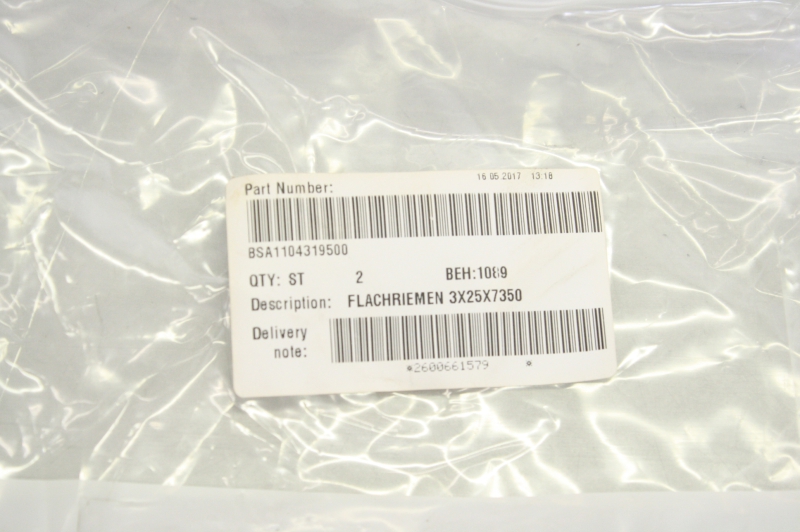 16.05.2017 13:18
Part Number:
BSA1104319500
QTY: ST 2 BEH:1089
Description: FLACHRIEMEN 3X25X7350
Delivery
note:
*2600661579 *